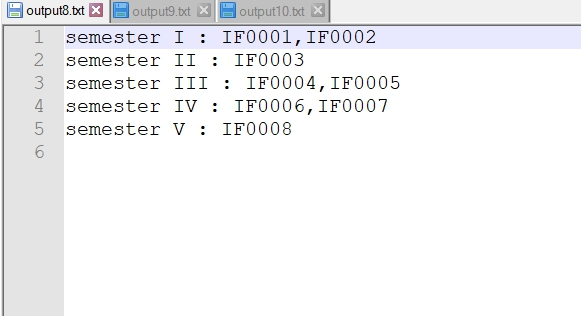 output8.txt output9.txt output10.txt
1 semester I : IF0001,IF0002
2 semester II : IF0003
3 semester III : IF0004,IF0005
4 semester IV : IF0006,IF0007
5 semester V : IF0008
6